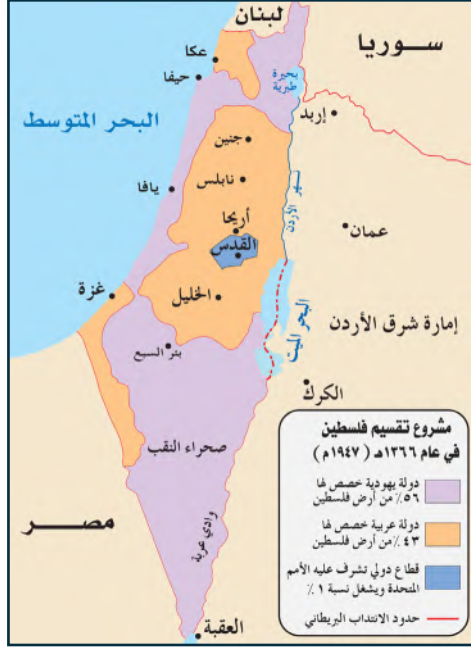 لبنان
سـوريا
عكا
حيفا
بحيرة
طبرية
البحر المتوسط
إربد
جنين
نابلس
يافا
نهر الأردن
أريحا
القدس
عمان
غزة
الخليل
البحر الميت
إمارة شرق الأردن
بئر السبع
الكرك
صحراء النقب
وادي عربة
مصـر
العقبة
مشروع تقسيم فلسطين
في عام ١٣٦٦هـ (١٩٤٧م)
دولة يهودية خصص لها
٥٦٪ من أرض فلسطين
دولة عربية خصص لها
٤٣٪ من أرض فلسطين
قطاع دولي تشرف عليه الأمم
المتحدة ويشغل نسبة ١٪
حدود الانتداب البريطاني